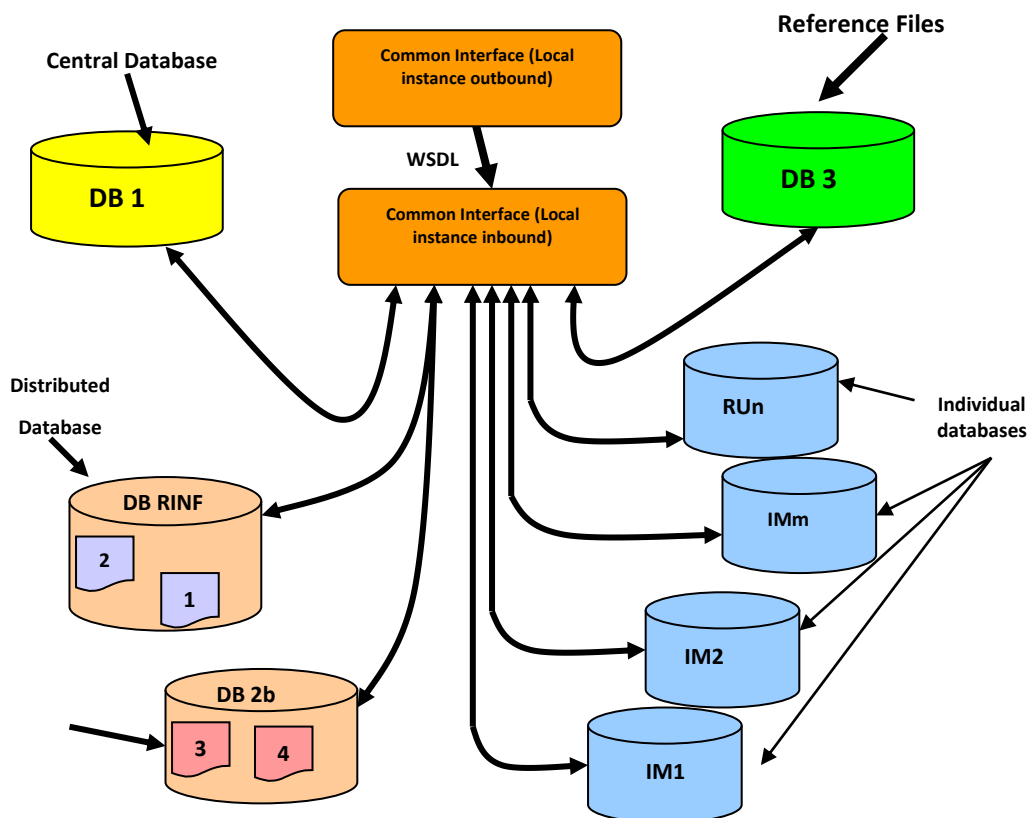 Reference Files
Central Database
Common Interface (Local
instance outbound)
DB 1
WSDL
DB 3
Common Interface (Local
instance inbound)
Distributed
Database
RUn
Individual
databases
DB RINF
2
1
IMm
IM2
DB 2b
3
4
IM1